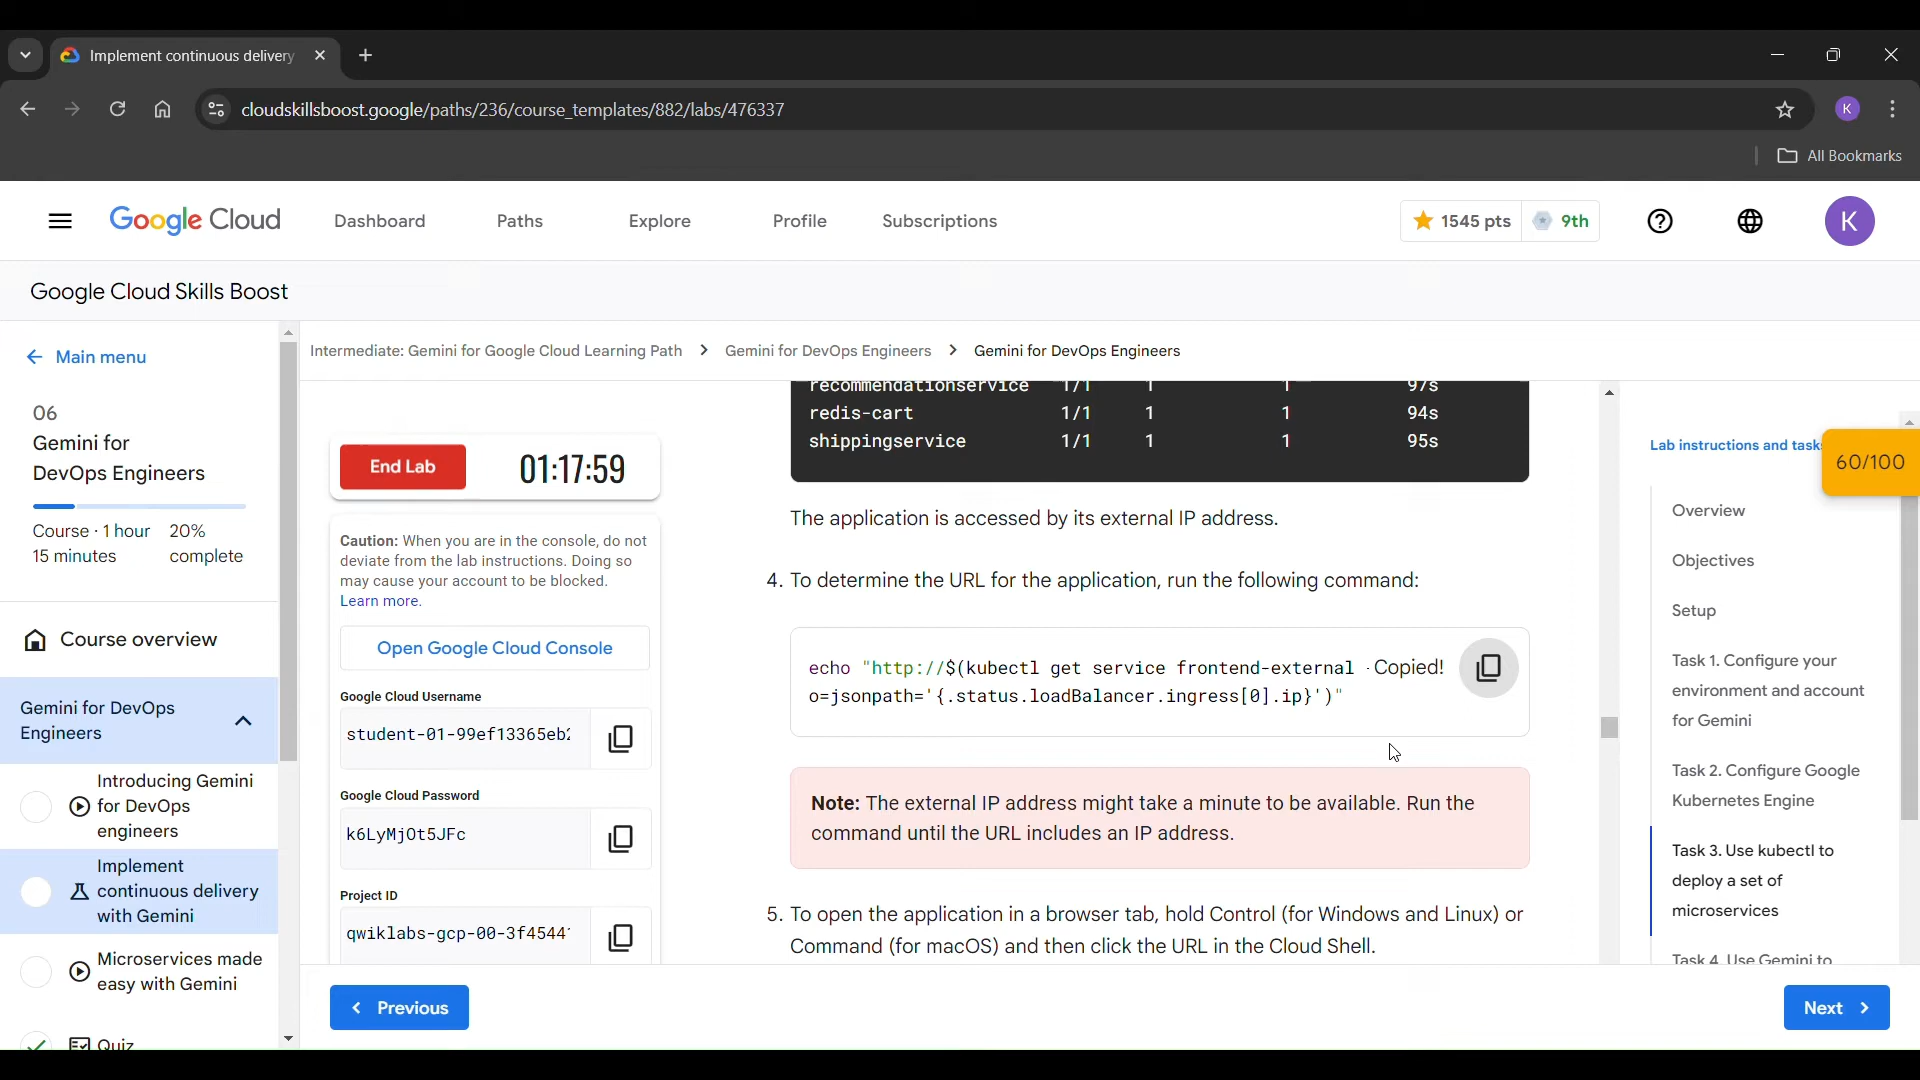 Implement continuous delivery
cloudskillsboost.google/paths/236/course_templates/882/labs/476337
K
All Bookmarks
Google Cloud
Dashboard
Paths
Explore
Profile
Subscriptions
1545 pts
9th
K
Google Cloud Skills Boost
Main menu
06
Gemini for
DevOps Engineers
Course · 1 hour
15 minutes
20%
complete
Course overview
Gemini for DevOps
Engineers
Introducing Gemini
for DevOps
engineers
Implement
continuous delivery
with Gemini
Microservices made
easy with Gemini
Quiz
Intermediate: Gemini for Google Cloud Learning Path > Gemini for DevOps Engineers > Gemini for DevOps Engineers
End Lab
01:17:59
Caution: When you are in the console, do not
deviate from the lab instructions. Doing so
may cause your account to be blocked.
Learn more.
Open Google Cloud Console
Google Cloud Username
student-01-99ef13365eb
Google Cloud Password
k6LyMjOt5JFc
Project ID
qwiklabs-gcp-00-3f4544
recommendationservice 1/1 1 1 97s
redis-cart 1/1 1 1 94s
shippingservice 1/1 1 1 95s
The application is accessed by its external IP address.
4. To determine the URL for the application, run the following command:
echo "http://$(kubectl get service frontend-external -
o=jsonpath='{.status.loadBalancer.ingress[0].ip}')"
Copied!
Note: The external IP address might take a minute to be available. Run the
command until the URL includes an IP address.
5. To open the application in a browser tab, hold Control (for Windows and Linux) or
Command (for macOS) and then click the URL in the Cloud Shell.
Lab instructions and tasks
60/100
Overview
Objectives
Setup
Task 1. Configure your
environment and account
for Gemini
Task 2. Configure Google
Kubernetes Engine
Task 3. Use kubectl to
deploy a set of
microservices
Task 4. Use Gemini to
Previous
Next